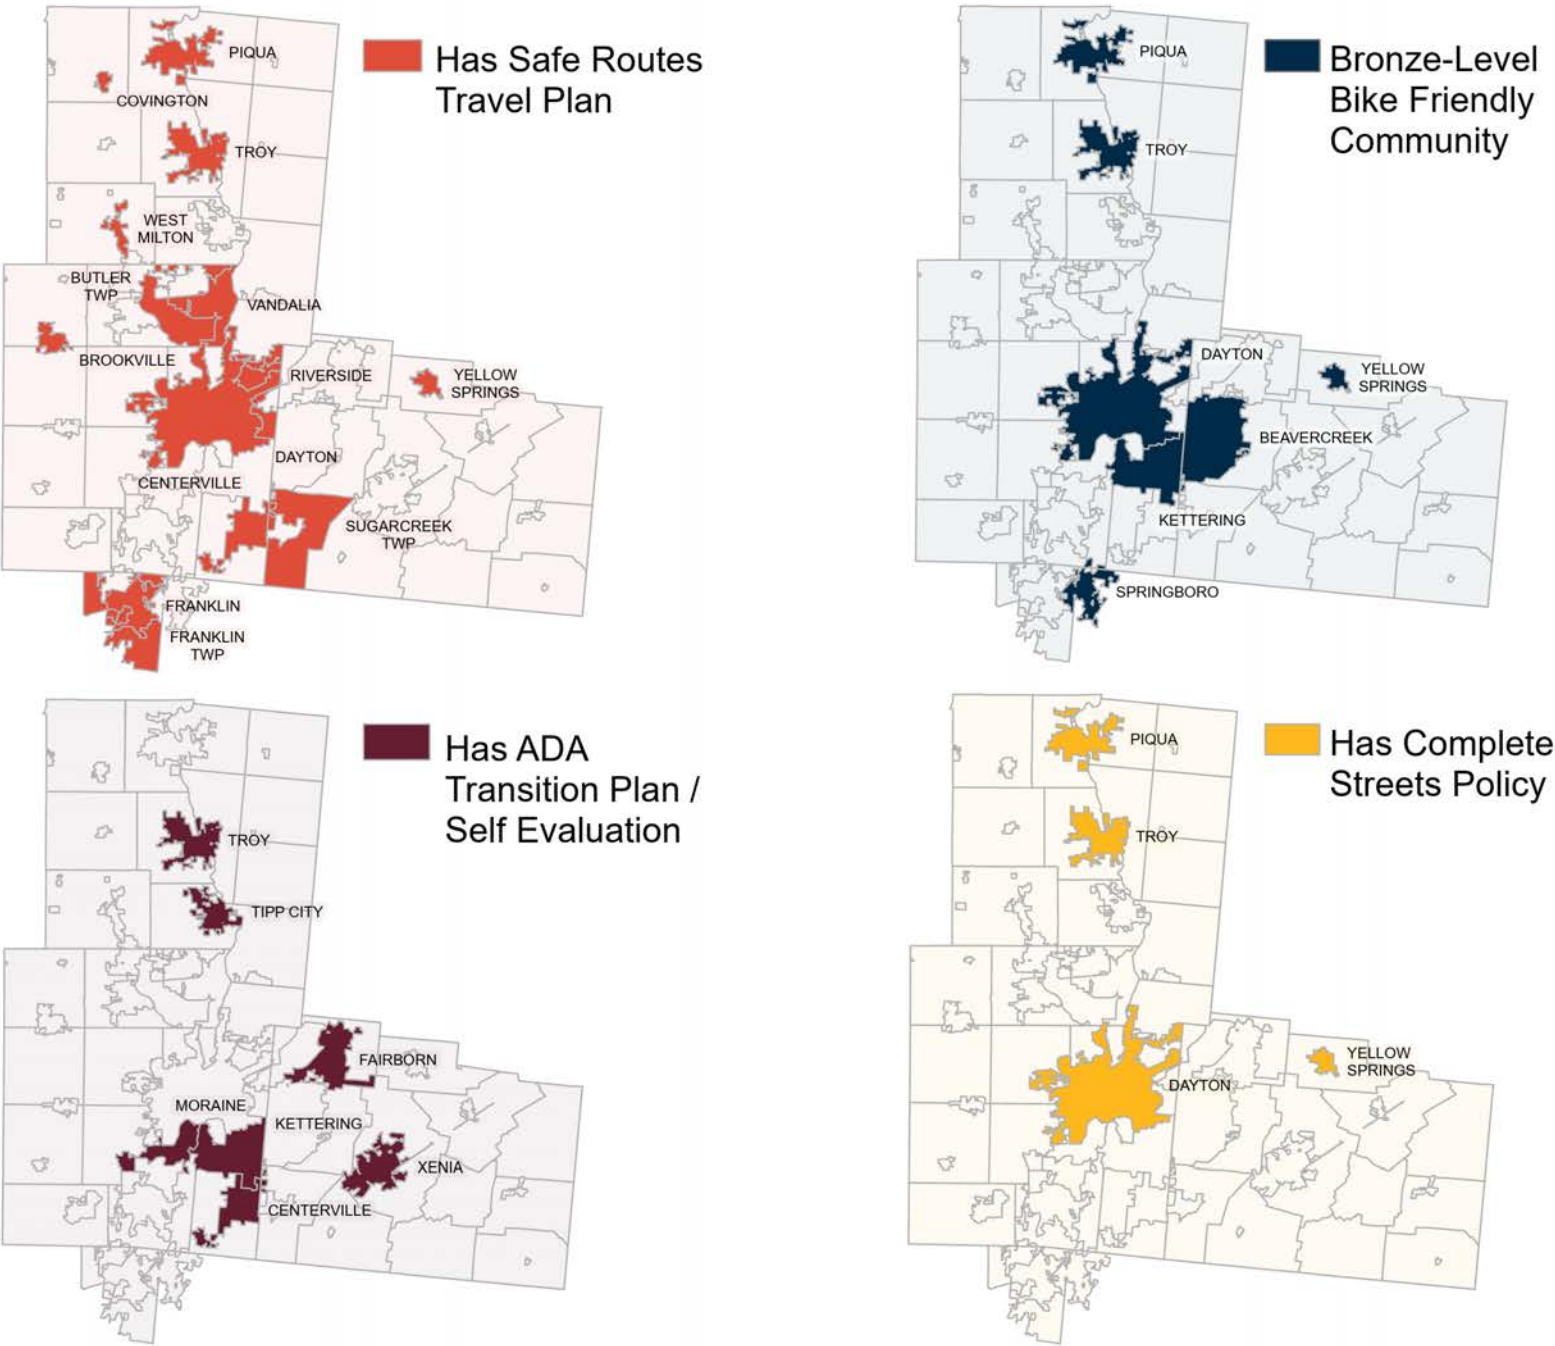 Has Safe Routes
Travel Plan
PIQUA
COVINGTON
TROY
WEST
MILTON
BUTLER
TWP
VANDALIA
BROOKVILLE
RIVERSIDE
YELLOW
SPRINGS
DAYTON
CENTERVILLE
SUGARCREEK
TWP
FRANKLIN
FRANKLIN
TWP
Bronze-Level
Bike Friendly
Community
PIQUA
TROY
DAYTON
YELLOW
SPRINGS
BEAVERCREEK
KETTERING
SPRINGBORO
Has ADA
Transition Plan /
Self Evaluation
TROY
TIPP CITY
FAIRBORN
MORAINE
KETTERING
XENIA
CENTERVILLE
Has Complete
Streets Policy
PIQUA
TROY
YELLOW
SPRINGS
DAYTON